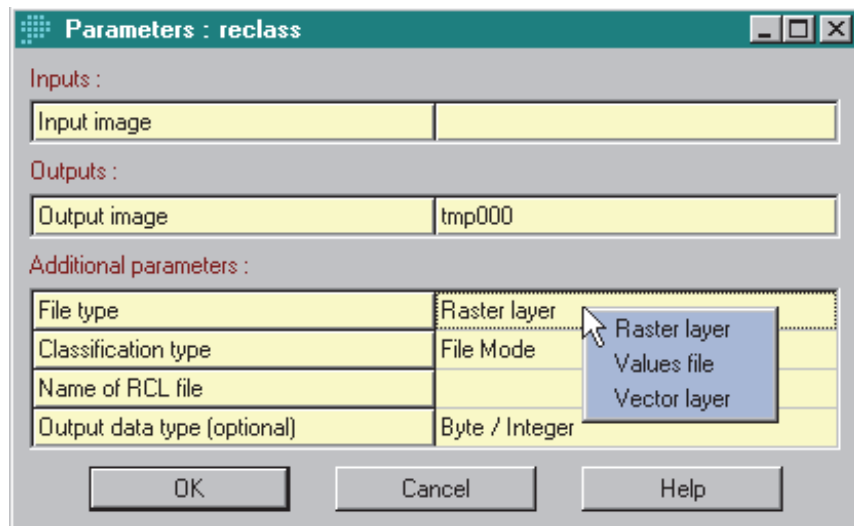 Parameters : reclass
Inputs :
Input image
Outputs :
Output image tmp000
Additional parameters :
File type Raster layer
Classification type File Mode
Name of RCL file
Output data type (optional) Byte / Integer
Raster layer
Values file
Vector layer
OK Cancel Help